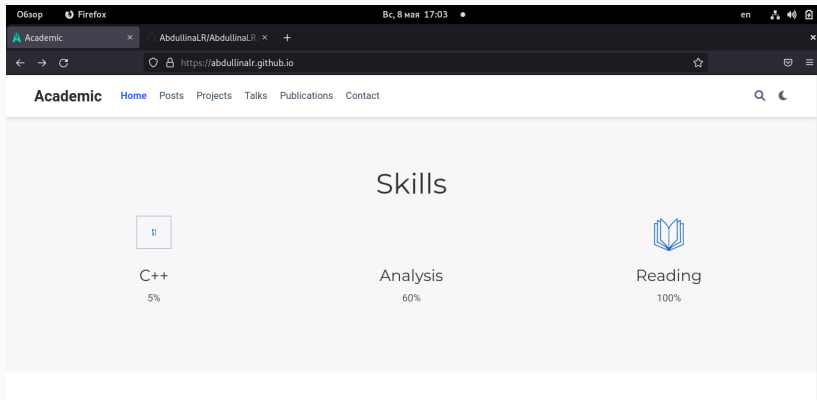 Обзор Firefox Вс, 8 мая 17:03 en
Academic AbdullinaLR/AbdullinaLR
https://abdullinalr.github.io
Academic Home Posts Projects Talks Publications Contact
Skills
C++ Analysis Reading
5% 60% 100%